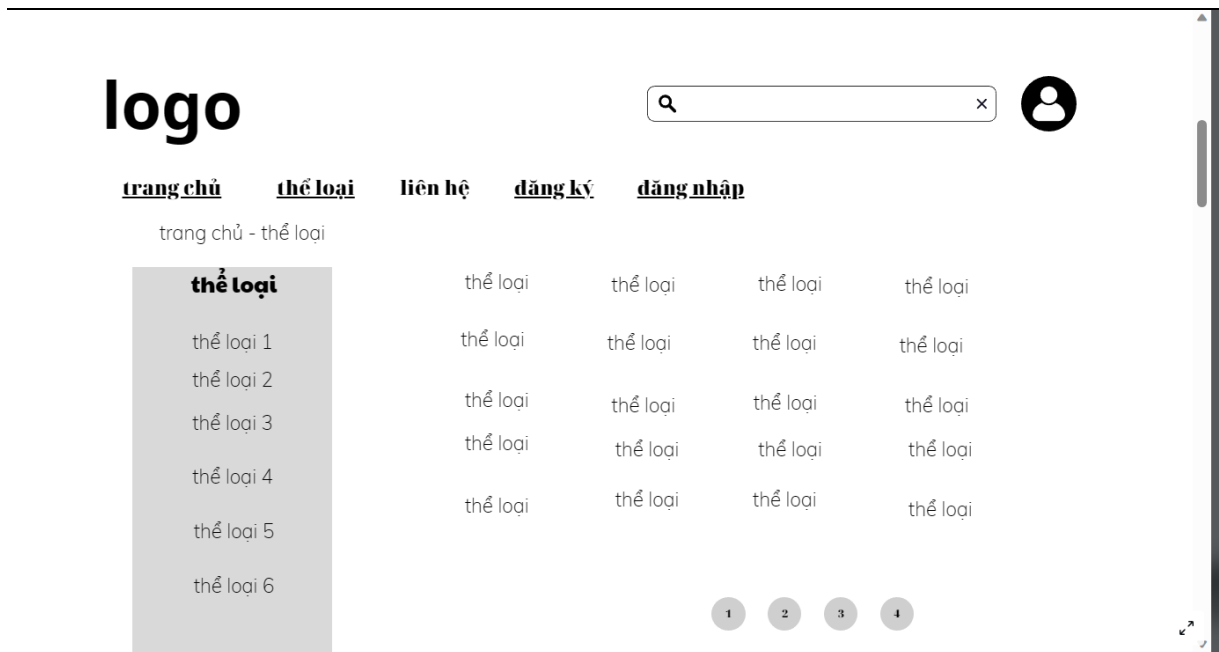 logo
trang chủ thể loại liên hệ đăng ký đăng nhập
trang chủ - thể loại
thể loại
thể loại 1
thể loại 2
thể loại 3
thể loại 4
thể loại 5
thể loại 6
thể loại thể loại thể loại thể loại
thể loại thể loại thể loại thể loại
thể loại thể loại thể loại thể loại
thể loại thể loại thể loại thể loại
thể loại thể loại thể loại thể loại
1 2 3 4